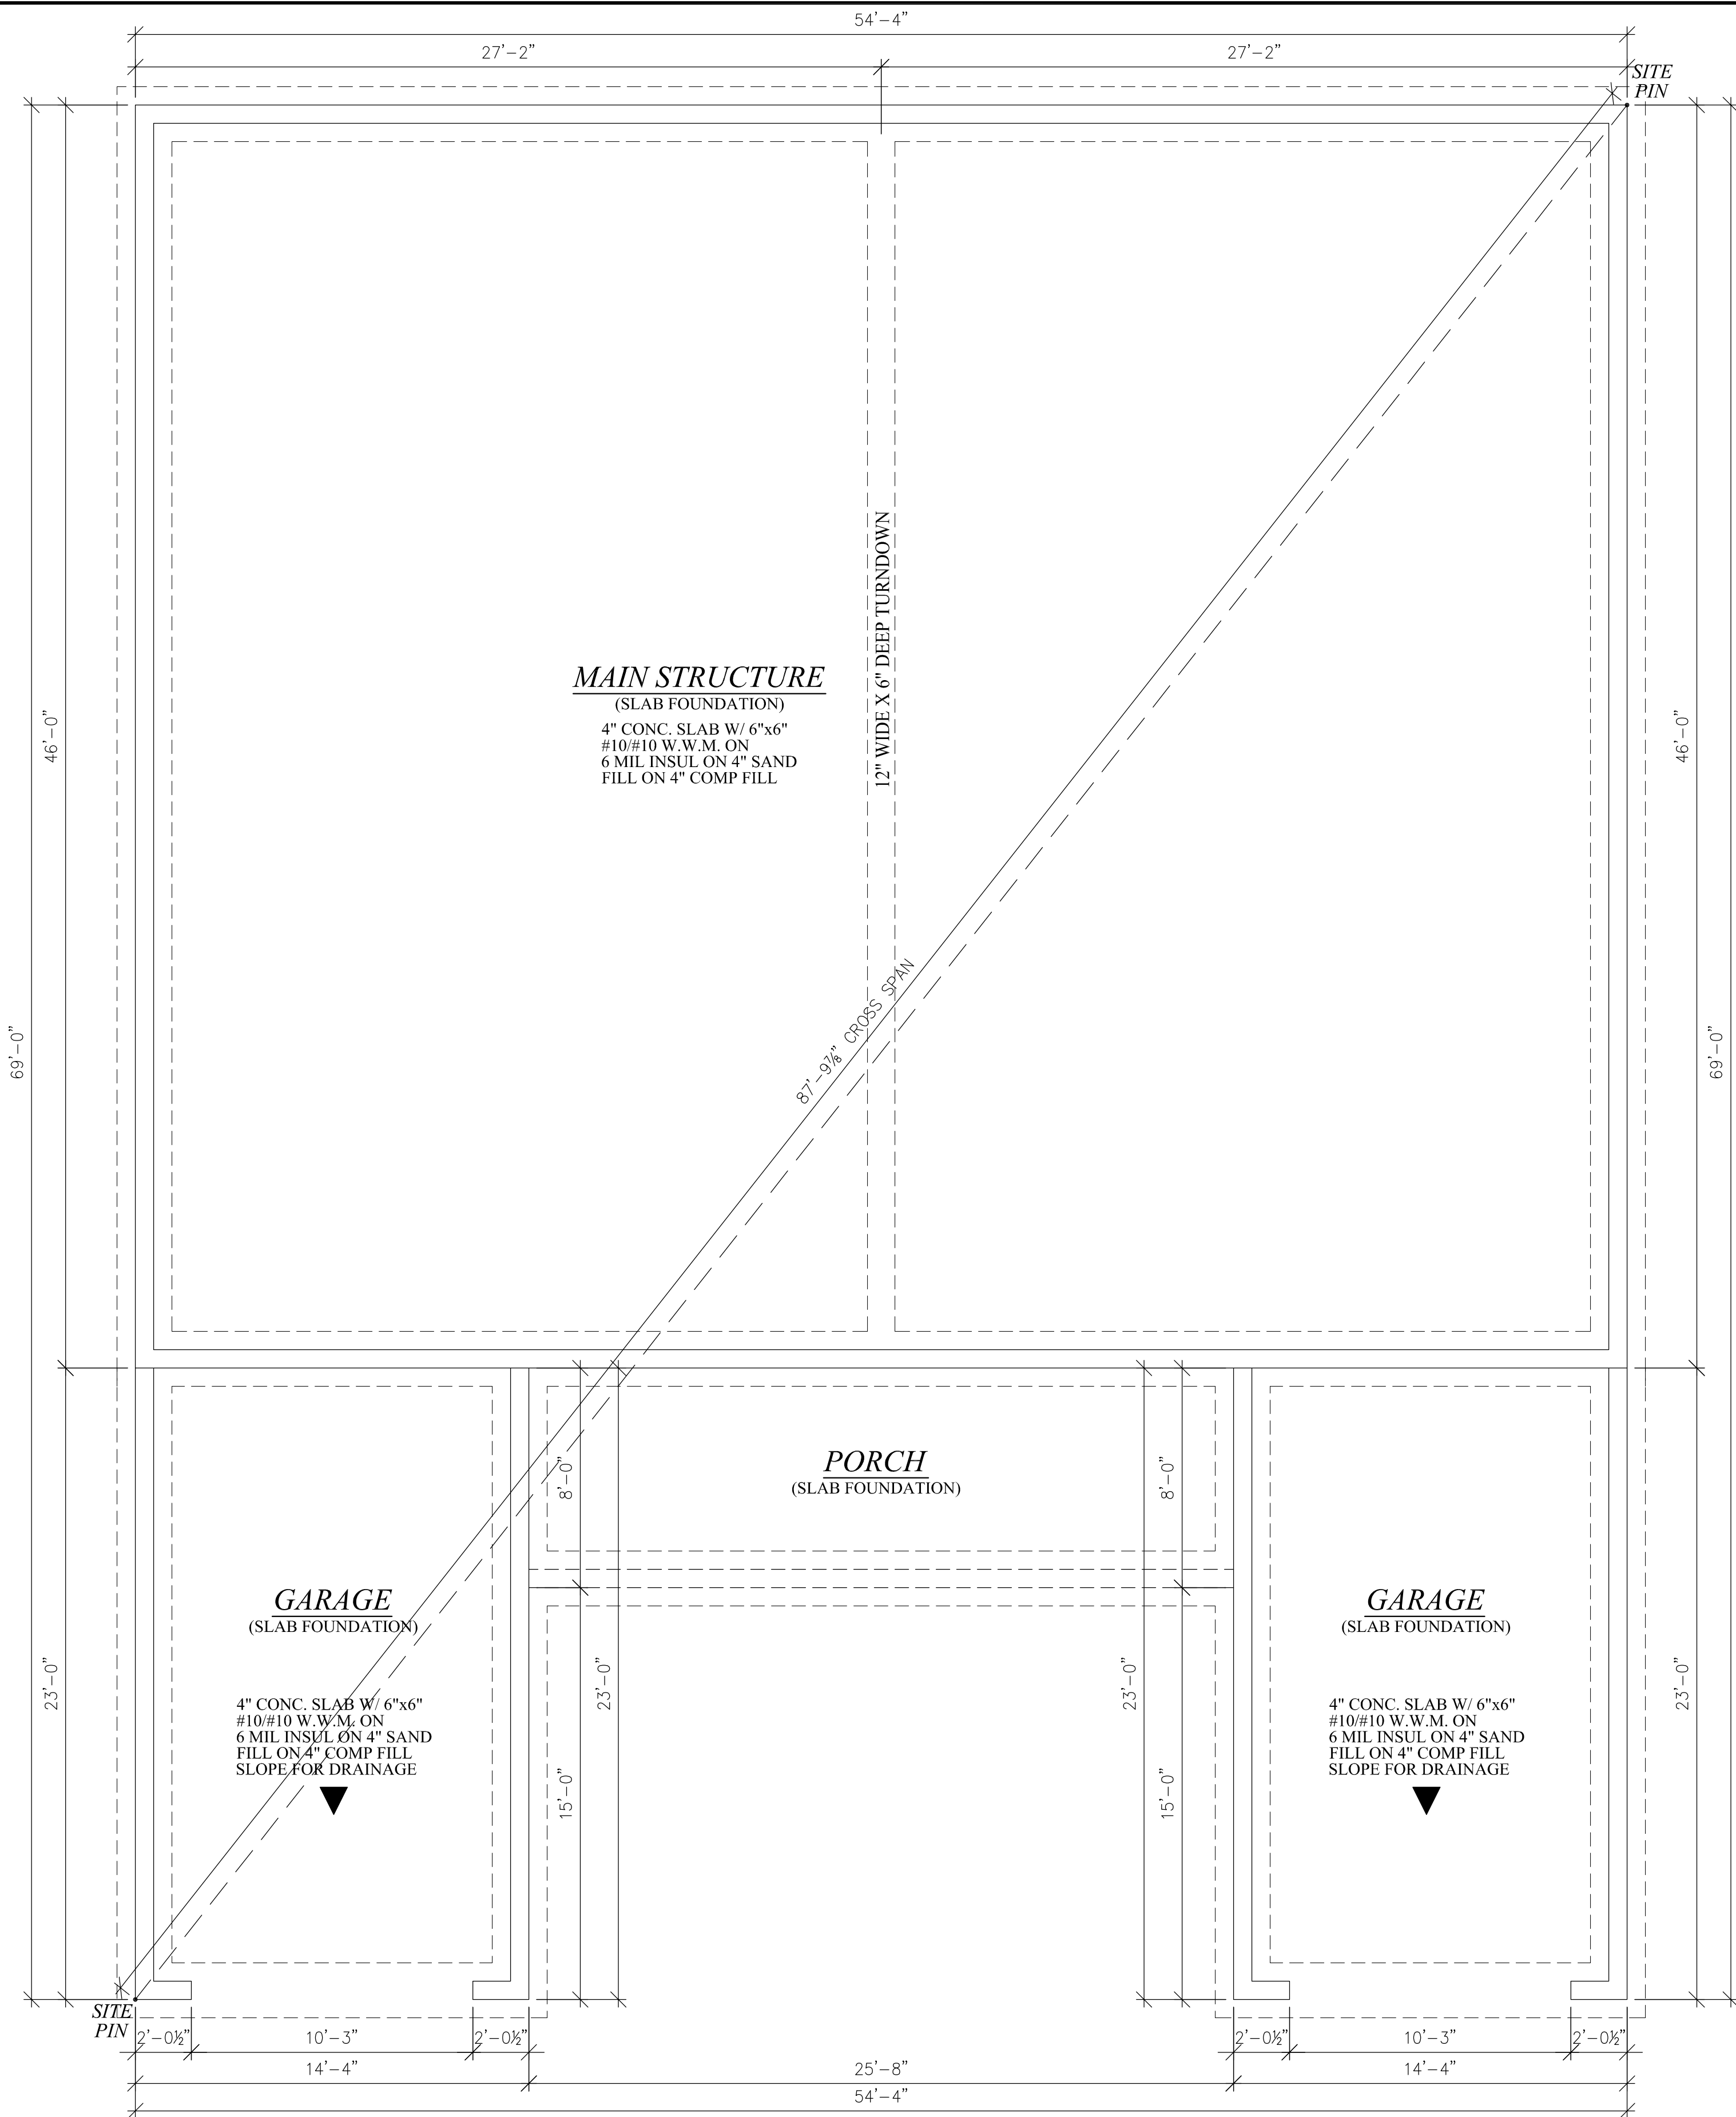 54'-4"
27'-2"
27'-2"
SITE
PIN
12" WIDE X 6" DEEP TURNDOWN
MAIN STRUCTURE
(SLAB FOUNDATION)
4" CONC. SLAB W/ 6"x6"
#10/#10 W.W.M. ON
6 MIL INSUL ON 4" SAND
FILL ON 4" COMP FILL
46'-0"
46'-0"
87'-9⅞" CROSS SPAN
69'-0"
69'-0"
8'-0"
PORCH
(SLAB FOUNDATION)
8'-0"
GARAGE
(SLAB FOUNDATION)
GARAGE
(SLAB FOUNDATION)
23'-0"
23'-0"
23'-0"
23'-0"
4" CONC. SLAB W/ 6"x6"
#10/#10 W.W.M. ON
6 MIL INSUL ON 4" SAND
FILL ON 4" COMP FILL
SLOPE FOR DRAINAGE
15'-0"
15'-0"
4" CONC. SLAB W/ 6"x6"
#10/#10 W.W.M. ON
6 MIL INSUL ON 4" SAND
FILL ON 4" COMP FILL
SLOPE FOR DRAINAGE
SITE
PIN
2'-0½"
10'-3"
2'-0½"
2'-0½"
10'-3"
2'-0½"
14'-4"
25'-8"
14'-4"
54'-4"